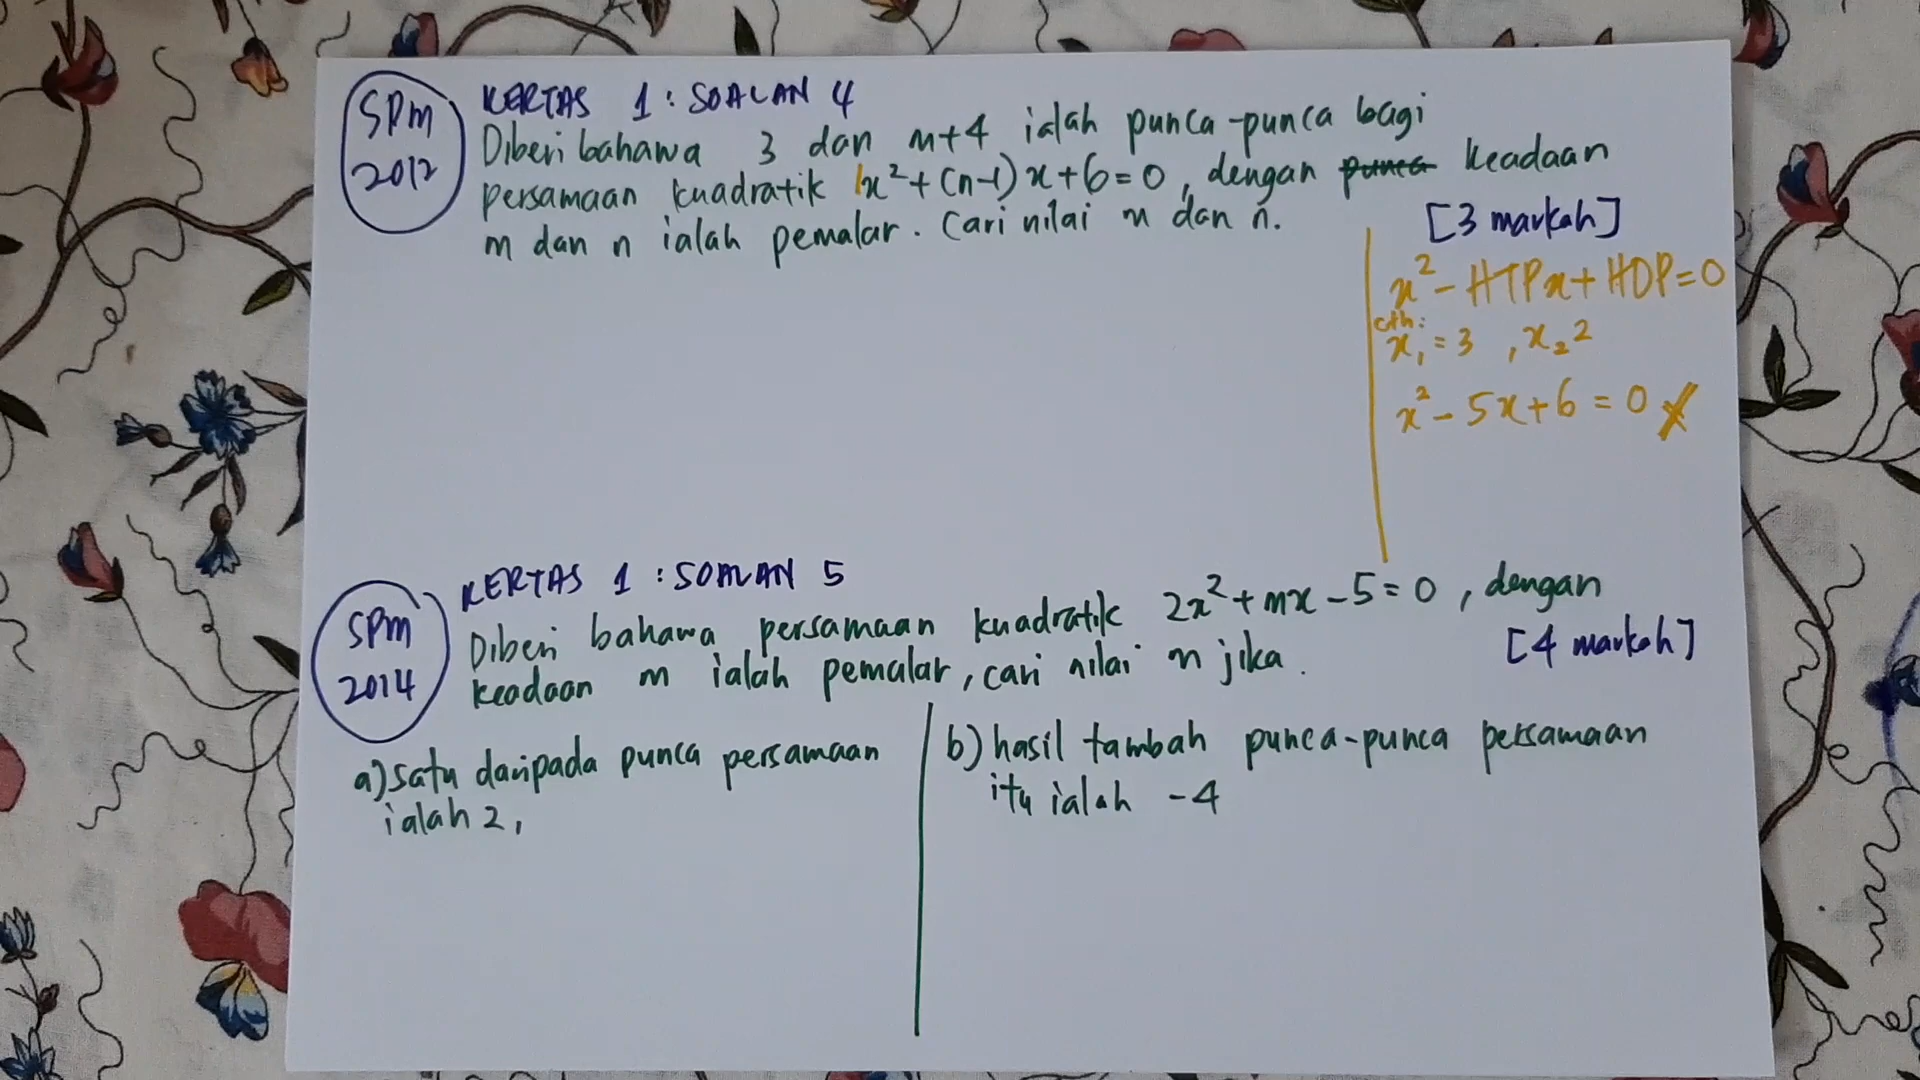 SPM
2012
KERTAS 1 : SOALAN 4
Diberi bahawa 3 dan m+4 ialah punca-punca bagi
persamaan kuadratik 1x²+(n-1)x+6=0, dengan punca keadaan
m dan n ialah pemalar. Cari nilai m dan n.
[3 markah]
x² - HTPx + HDP = 0
cth:
x₁ = 3 , x₂ 2
x² - 5x + 6 = 0
SPM
2014
KERTAS 1 : SOALAN 5
Diberi bahawa persamaan kuadratik 2x² + mx - 5 = 0, dengan
keadaan m ialah pemalar, cari nilai m jika.
[4 markah]
a) satu daripada punca persamaan
ialah 2,
b) hasil tambah punca-punca persamaan
itu ialah -4